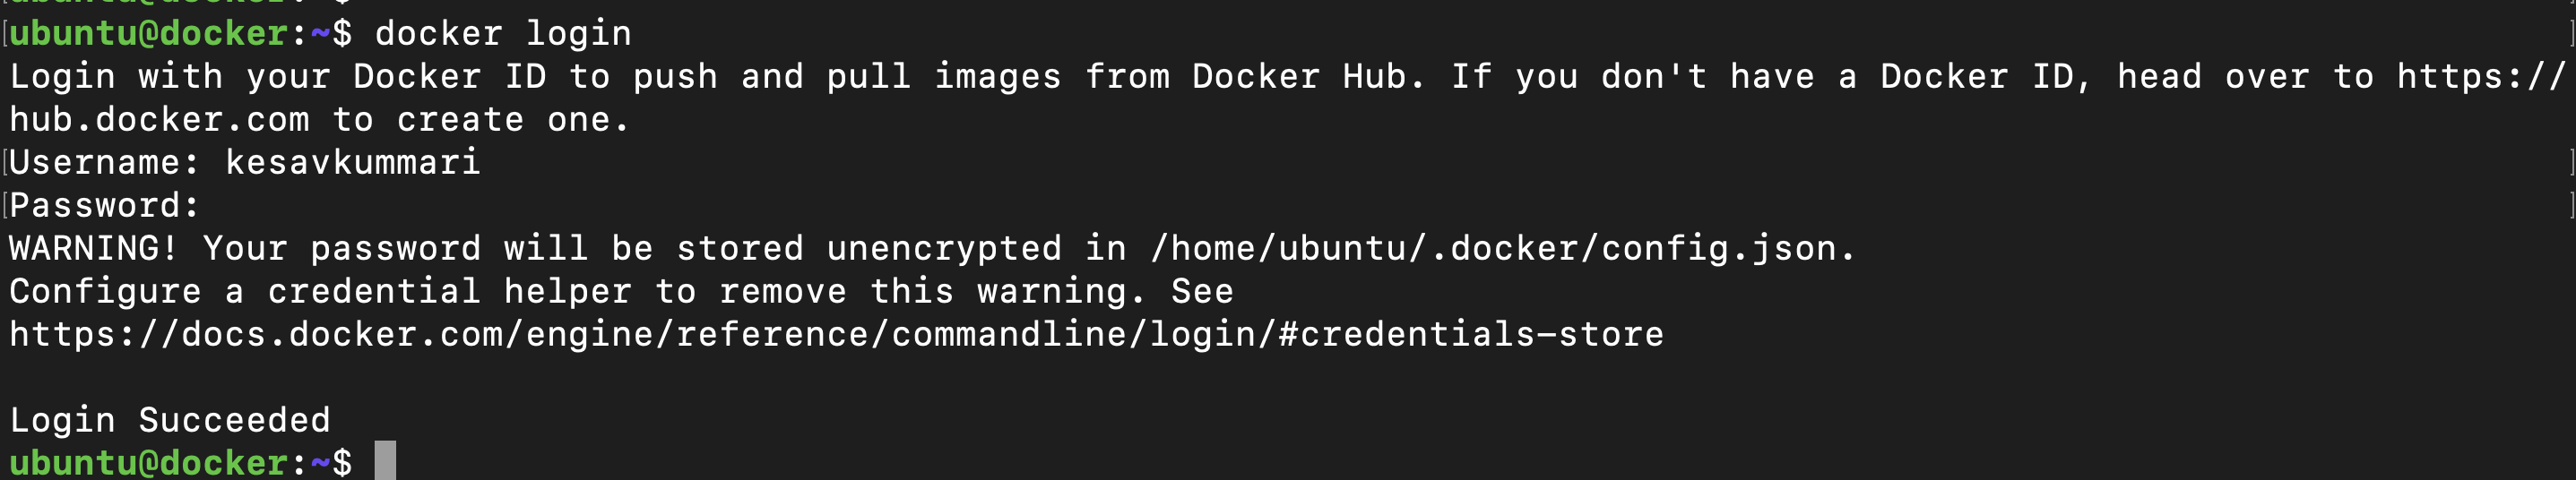 ubuntu@docker:~$
ubuntu@docker:~$ docker login
Login with your Docker ID to push and pull images from Docker Hub. If you don't have a Docker ID, head over to https://
hub.docker.com to create one.
Username: kesavkummari
Password:
WARNING! Your password will be stored unencrypted in /home/ubuntu/.docker/config.json.
Configure a credential helper to remove this warning. See
https://docs.docker.com/engine/reference/commandline/login/#credentials-store
Login Succeeded
ubuntu@docker:~$